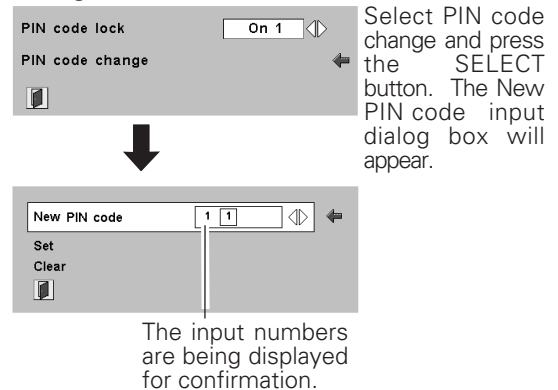 PIN code lock On 1
PIN code change
Select PIN code
change and press
the SELECT
button. The New
PIN code input
dialog box will
appear.
New PIN code 1 1
Set
Clear
The input numbers
are being displayed
for confirmation.